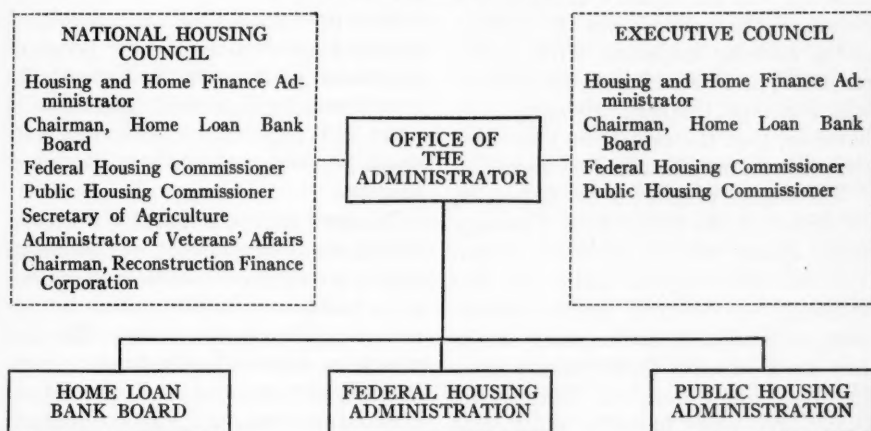 NATIONAL HOUSING
COUNCIL
Housing and Home Finance Ad-
ministrator
Chairman, Home Loan Bank
Board
Federal Housing Commissioner
Public Housing Commissioner
Secretary of Agriculture
Administrator of Veterans' Affairs
Chairman, Reconstruction Finance
Corporation
OFFICE OF
THE
ADMINISTRATOR
EXECUTIVE COUNCIL
Housing and Home Finance Ad-
ministrator
Chairman, Home Loan Bank
Board
Federal Housing Commissioner
Public Housing Commissioner
HOME LOAN
BANK BOARD
FEDERAL HOUSING
ADMINISTRATION
PUBLIC HOUSING
ADMINISTRATION